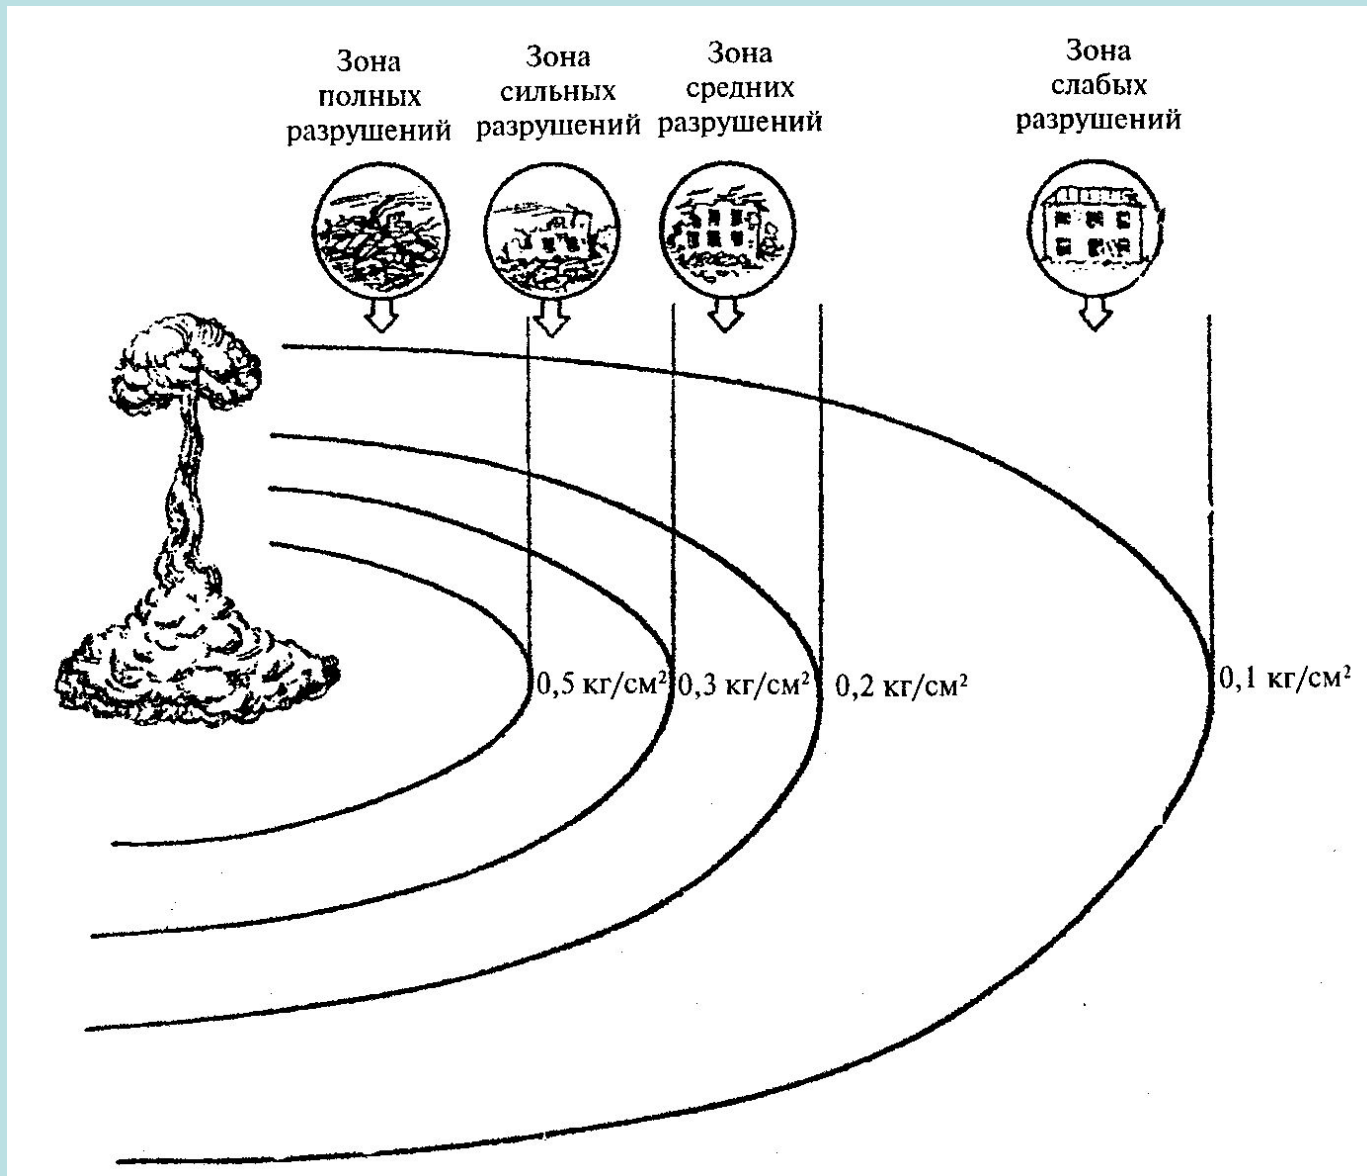 Зона
полных
разрушений
Зона
сильных
разрушений
Зона
средних
разрушений
Зона
слабых
разрушений
0,5 кг/см²
0,3 кг/см²
0,2 кг/см²
0,1 кг/см²